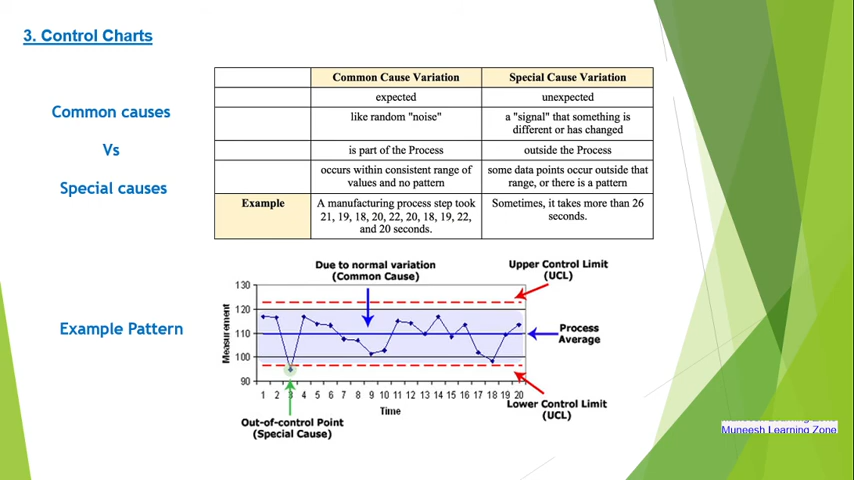 3. Control Charts
Common causes
Vs
Special causes
Common Cause Variation Special Cause Variation
expected unexpected
like random "noise" a "signal" that something is
different or has changed
is part of the Process outside the Process
occurs within consistent range of some data points occur outside that
values and no pattern range, or there is a pattern
Example A manufacturing process step took Sometimes, it takes more than 26
21, 19, 18, 20, 22, 20, 18, 19, 22, seconds.
and 20 seconds.
Example Pattern
Due to normal variation
(Common Cause)
Upper Control Limit
(UCL)
130
120
110
100
90
Measurement
Process
Average
1 2 3 4 5 6 7 8 9 10 11 12 13 14 15 16 17 18 19 20
Time
Lower Control Limit
(UCL)
Out-of-control Point
(Special Cause)
Muneesh Learning Zone